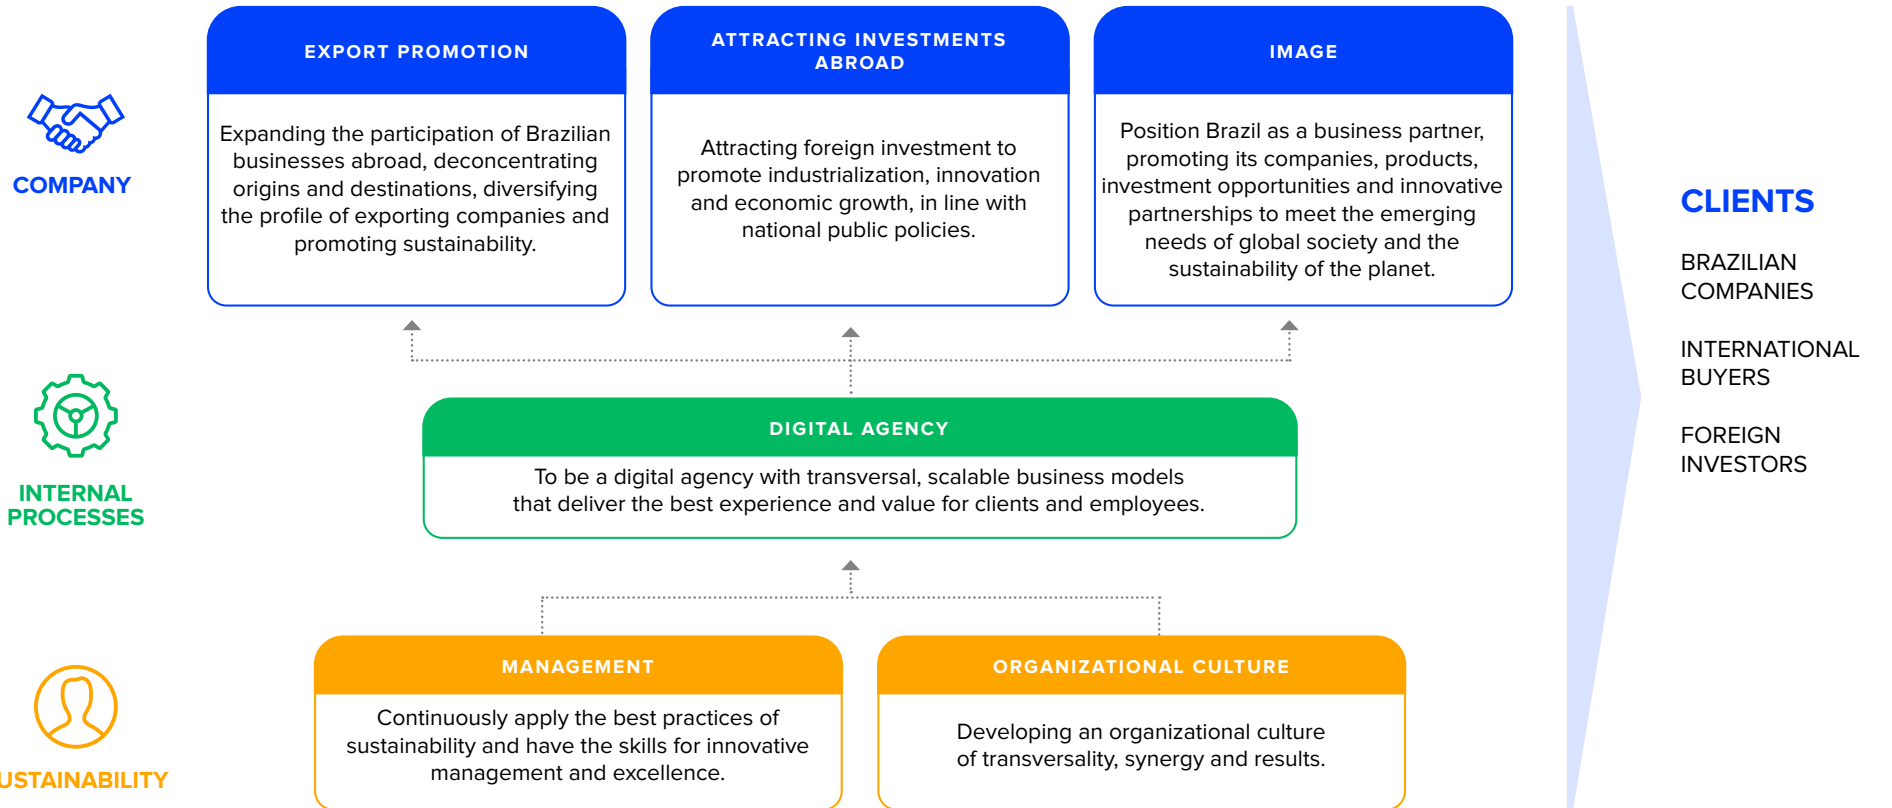 EXPORT PROMOTION
Expanding the participation of Brazilian
businesses abroad, deconcentrating
origins and destinations, diversifying
the profile of exporting companies and
promoting sustainability.
ATTRACTING INVESTMENTS
ABROAD
Attracting foreign investment to
promote industrialization, innovation
and economic growth, in line with
national public policies.
IMAGE
Position Brazil as a business partner,
promoting its companies, products,
investment opportunities and innovative
partnerships to meet the emerging
needs of global society and the
sustainability of the planet.
COMPANY
DIGITAL AGENCY
To be a digital agency with transversal, scalable business models
that deliver the best experience and value for clients and employees.
INTERNAL
PROCESSES
MANAGEMENT
Continuously apply the best practices of
sustainability and have the skills for innovative
management and excellence.
ORGANIZATIONAL CULTURE
Developing an organizational culture
of transversality, synergy and results.
USTAINABILITY
CLIENTS
BRAZILIAN
COMPANIES
INTERNATIONAL
BUYERS
FOREIGN
INVESTORS